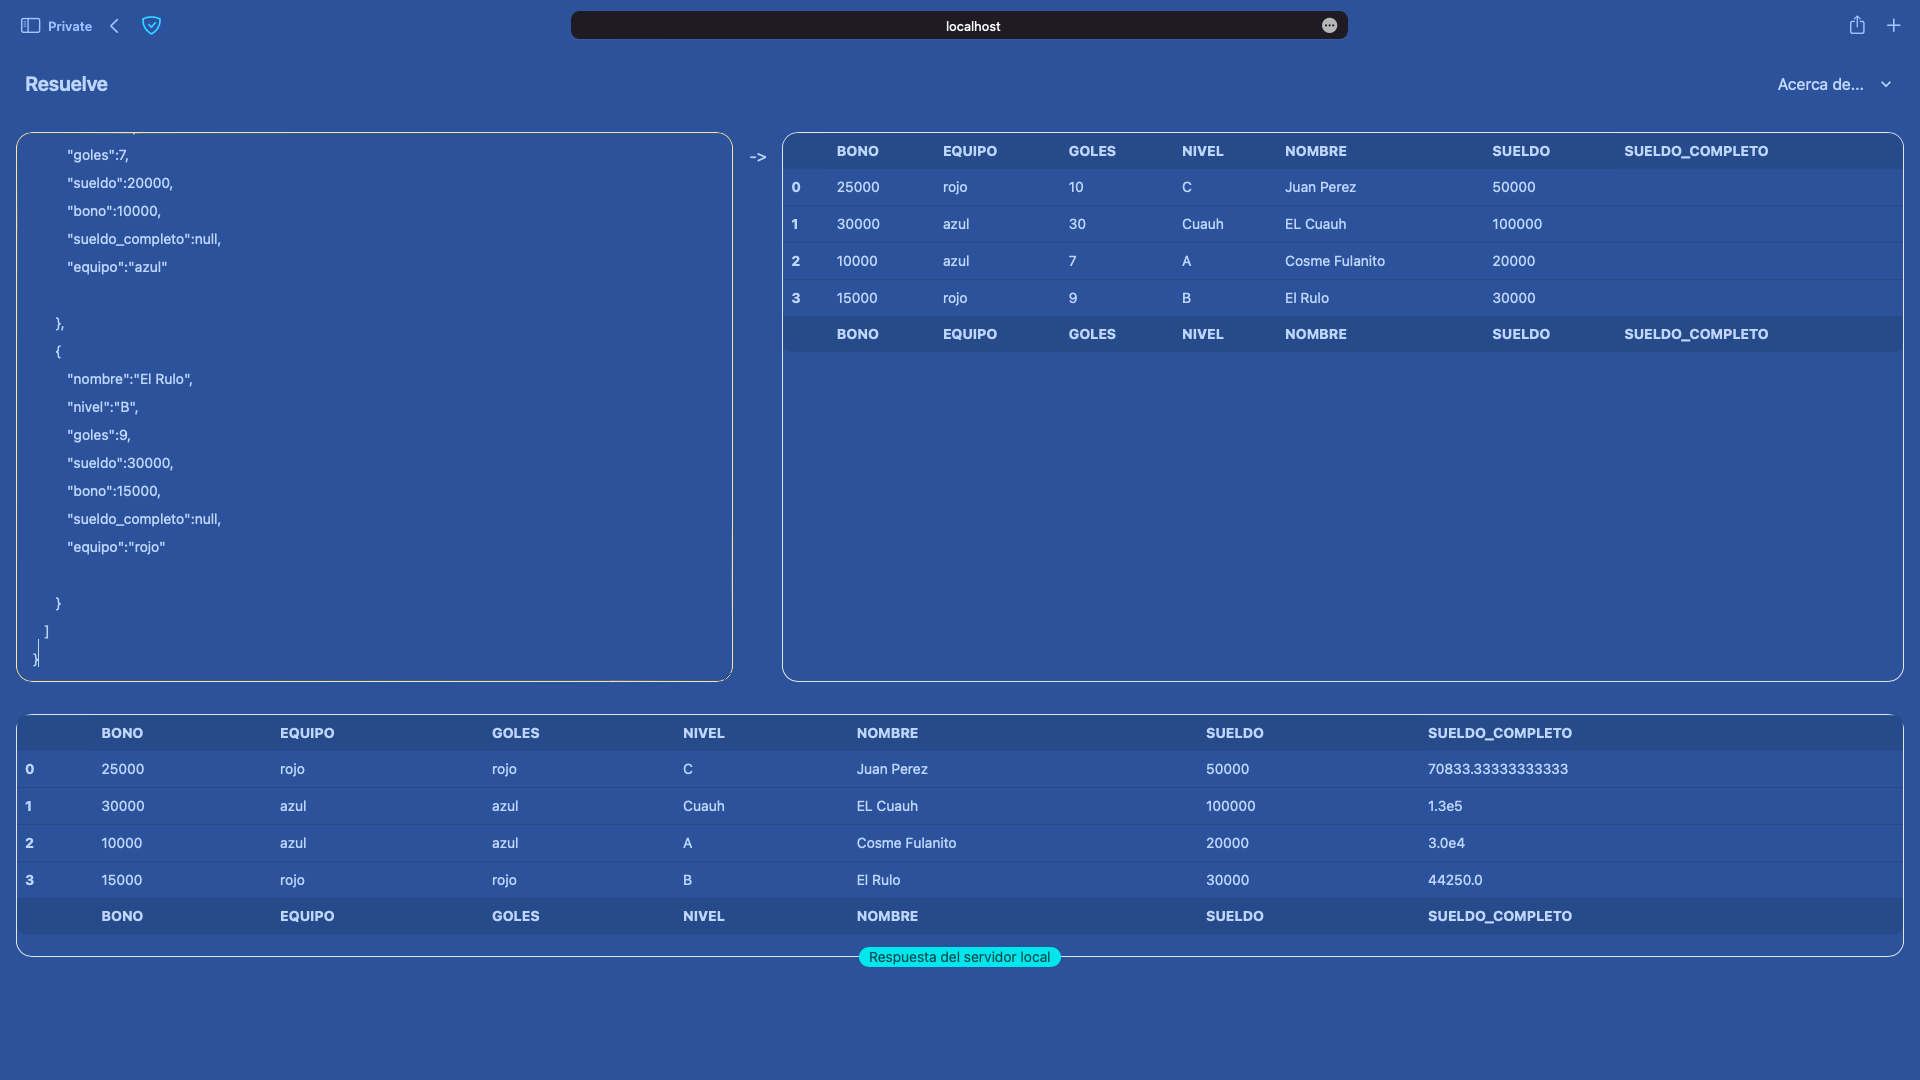 Private
localhost
Resuelve
Acerca de...
"goles":7,
"sueldo":20000,
"bono":10000,
"sueldo_completo":null,
"equipo":"azul"
},
{
"nombre":"El Rulo",
"nivel":"B",
"goles":9,
"sueldo":30000,
"bono":15000,
"sueldo_completo":null,
"equipo":"rojo"
}
]
}
->
BONO EQUIPO GOLES NIVEL NOMBRE SUELDO SUELDO_COMPLETO
0 25000 rojo 10 C Juan Perez 50000
1 30000 azul 30 Cuauh EL Cuauh 100000
2 10000 azul 7 A Cosme Fulanito 20000
3 15000 rojo 9 B El Rulo 30000
BONO EQUIPO GOLES NIVEL NOMBRE SUELDO SUELDO_COMPLETO
BONO EQUIPO GOLES NIVEL NOMBRE SUELDO SUELDO_COMPLETO
0 25000 rojo rojo C Juan Perez 50000 70833.33333333333
1 30000 azul azul Cuauh EL Cuauh 100000 1.3e5
2 10000 azul azul A Cosme Fulanito 20000 3.0e4
3 15000 rojo rojo B El Rulo 30000 44250.0
BONO EQUIPO GOLES NIVEL NOMBRE SUELDO SUELDO_COMPLETO
Respuesta del servidor local